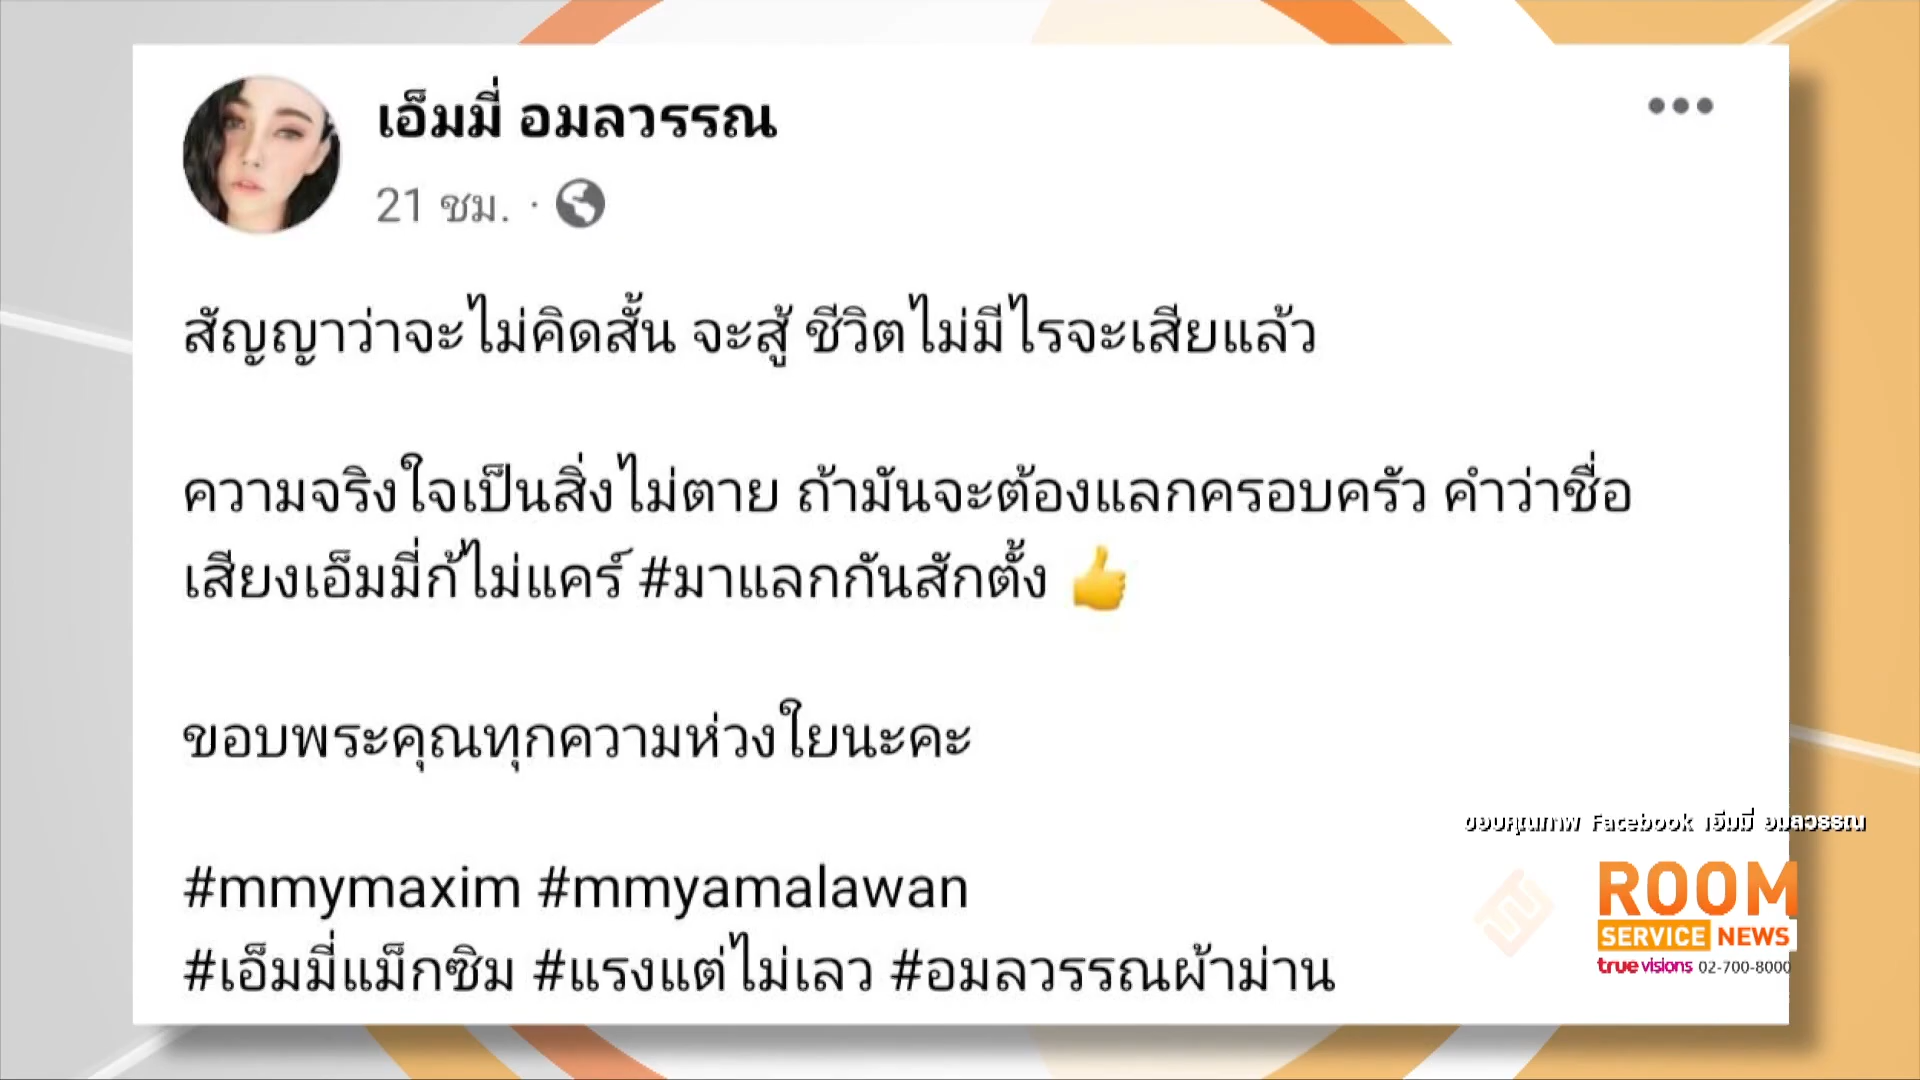 เอ็มมี่ อมลวรรณ
21 ชม. ·
สัญญาว่าจะไม่คิดสั้น จะสู้ ชีวิตไม่มีไรจะเสียแล้ว
ความจริงใจเป็นสิ่งไม่ตาย ถ้ามันจะต้องแลกครอบครัว คำว่าชื่อ
เสียงเอ็มมี่ก้ไม่แคร์ #มาแลกกันสักตั้ง 👍
ขอบพระคุณทุกความห่วงใยนะคะ
#mmymaxim #mmyamalawan
#เอ็มมี่แม็กซิม #แรงแต่ไม่เลว #อมลวรรณผ้าม่าน
ขอบคุณภาพ Facebook เอ็มมี่ อมลวรรณ
ROOM
SERVICE NEWS
true visions 02-700-8000